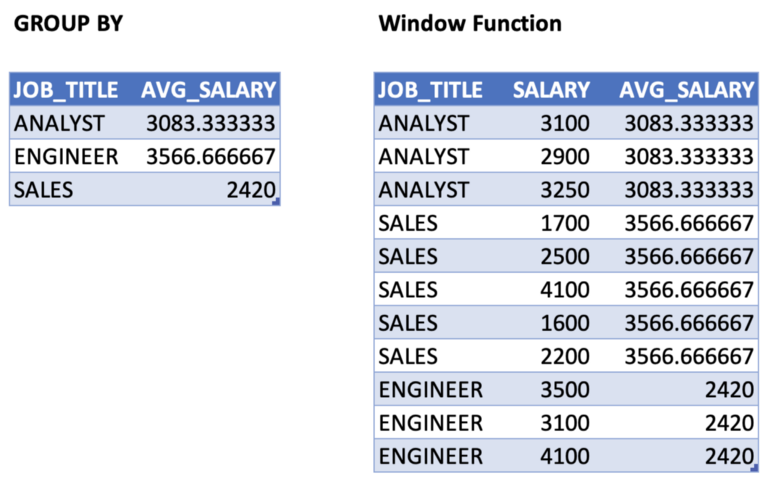 GROUP BY
JOB_TITLE AVG_SALARY
ANALYST 3083.333333
ENGINEER 3566.666667
SALES 2420
Window Function
JOB_TITLE SALARY AVG_SALARY
ANALYST 3100 3083.333333
ANALYST 2900 3083.333333
ANALYST 3250 3083.333333
SALES 1700 3566.666667
SALES 2500 3566.666667
SALES 4100 3566.666667
SALES 1600 3566.666667
SALES 2200 3566.666667
ENGINEER 3500 2420
ENGINEER 3100 2420
ENGINEER 4100 2420